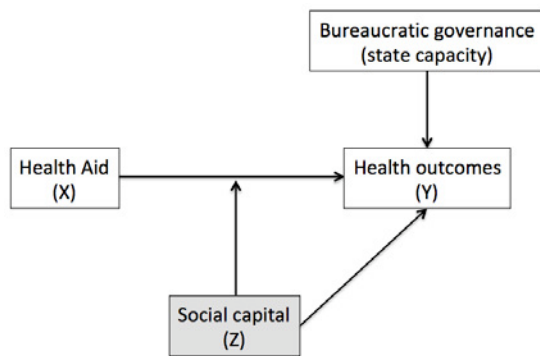 Bureaucratic governance
(state capacity)
Health Aid
(X)
Health outcomes
(Y)
Social capital
(Z)